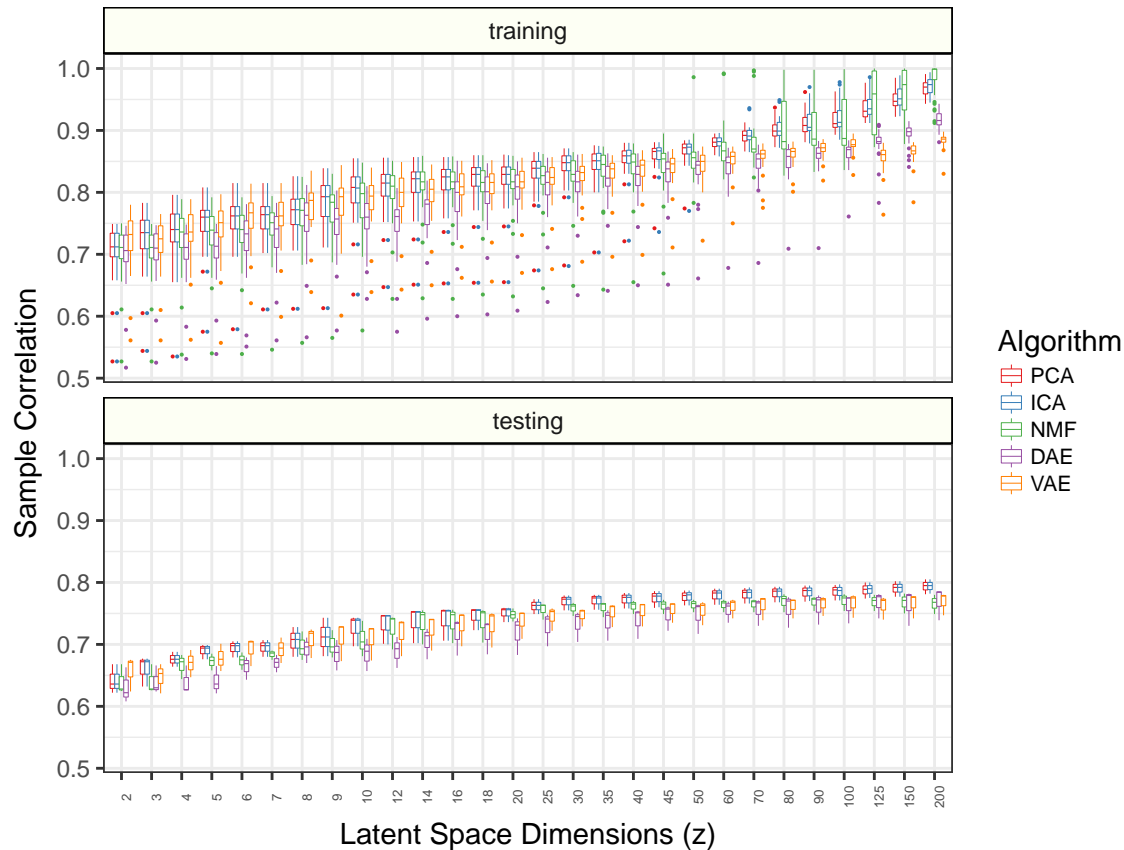 training
1.0
0.9
0.8
0.7
0.6
0.5
testing
1.0
0.9
0.8
0.7
0.6
0.5
Sample Correlation
2 3 4 5 6 7 8 9 10 12 14 16 18 20 25 30 35 40 45 50 60 70 80 90 100 125 150 200
Latent Space Dimensions (z)
Algorithm
PCA
ICA
NMF
DAE
VAE